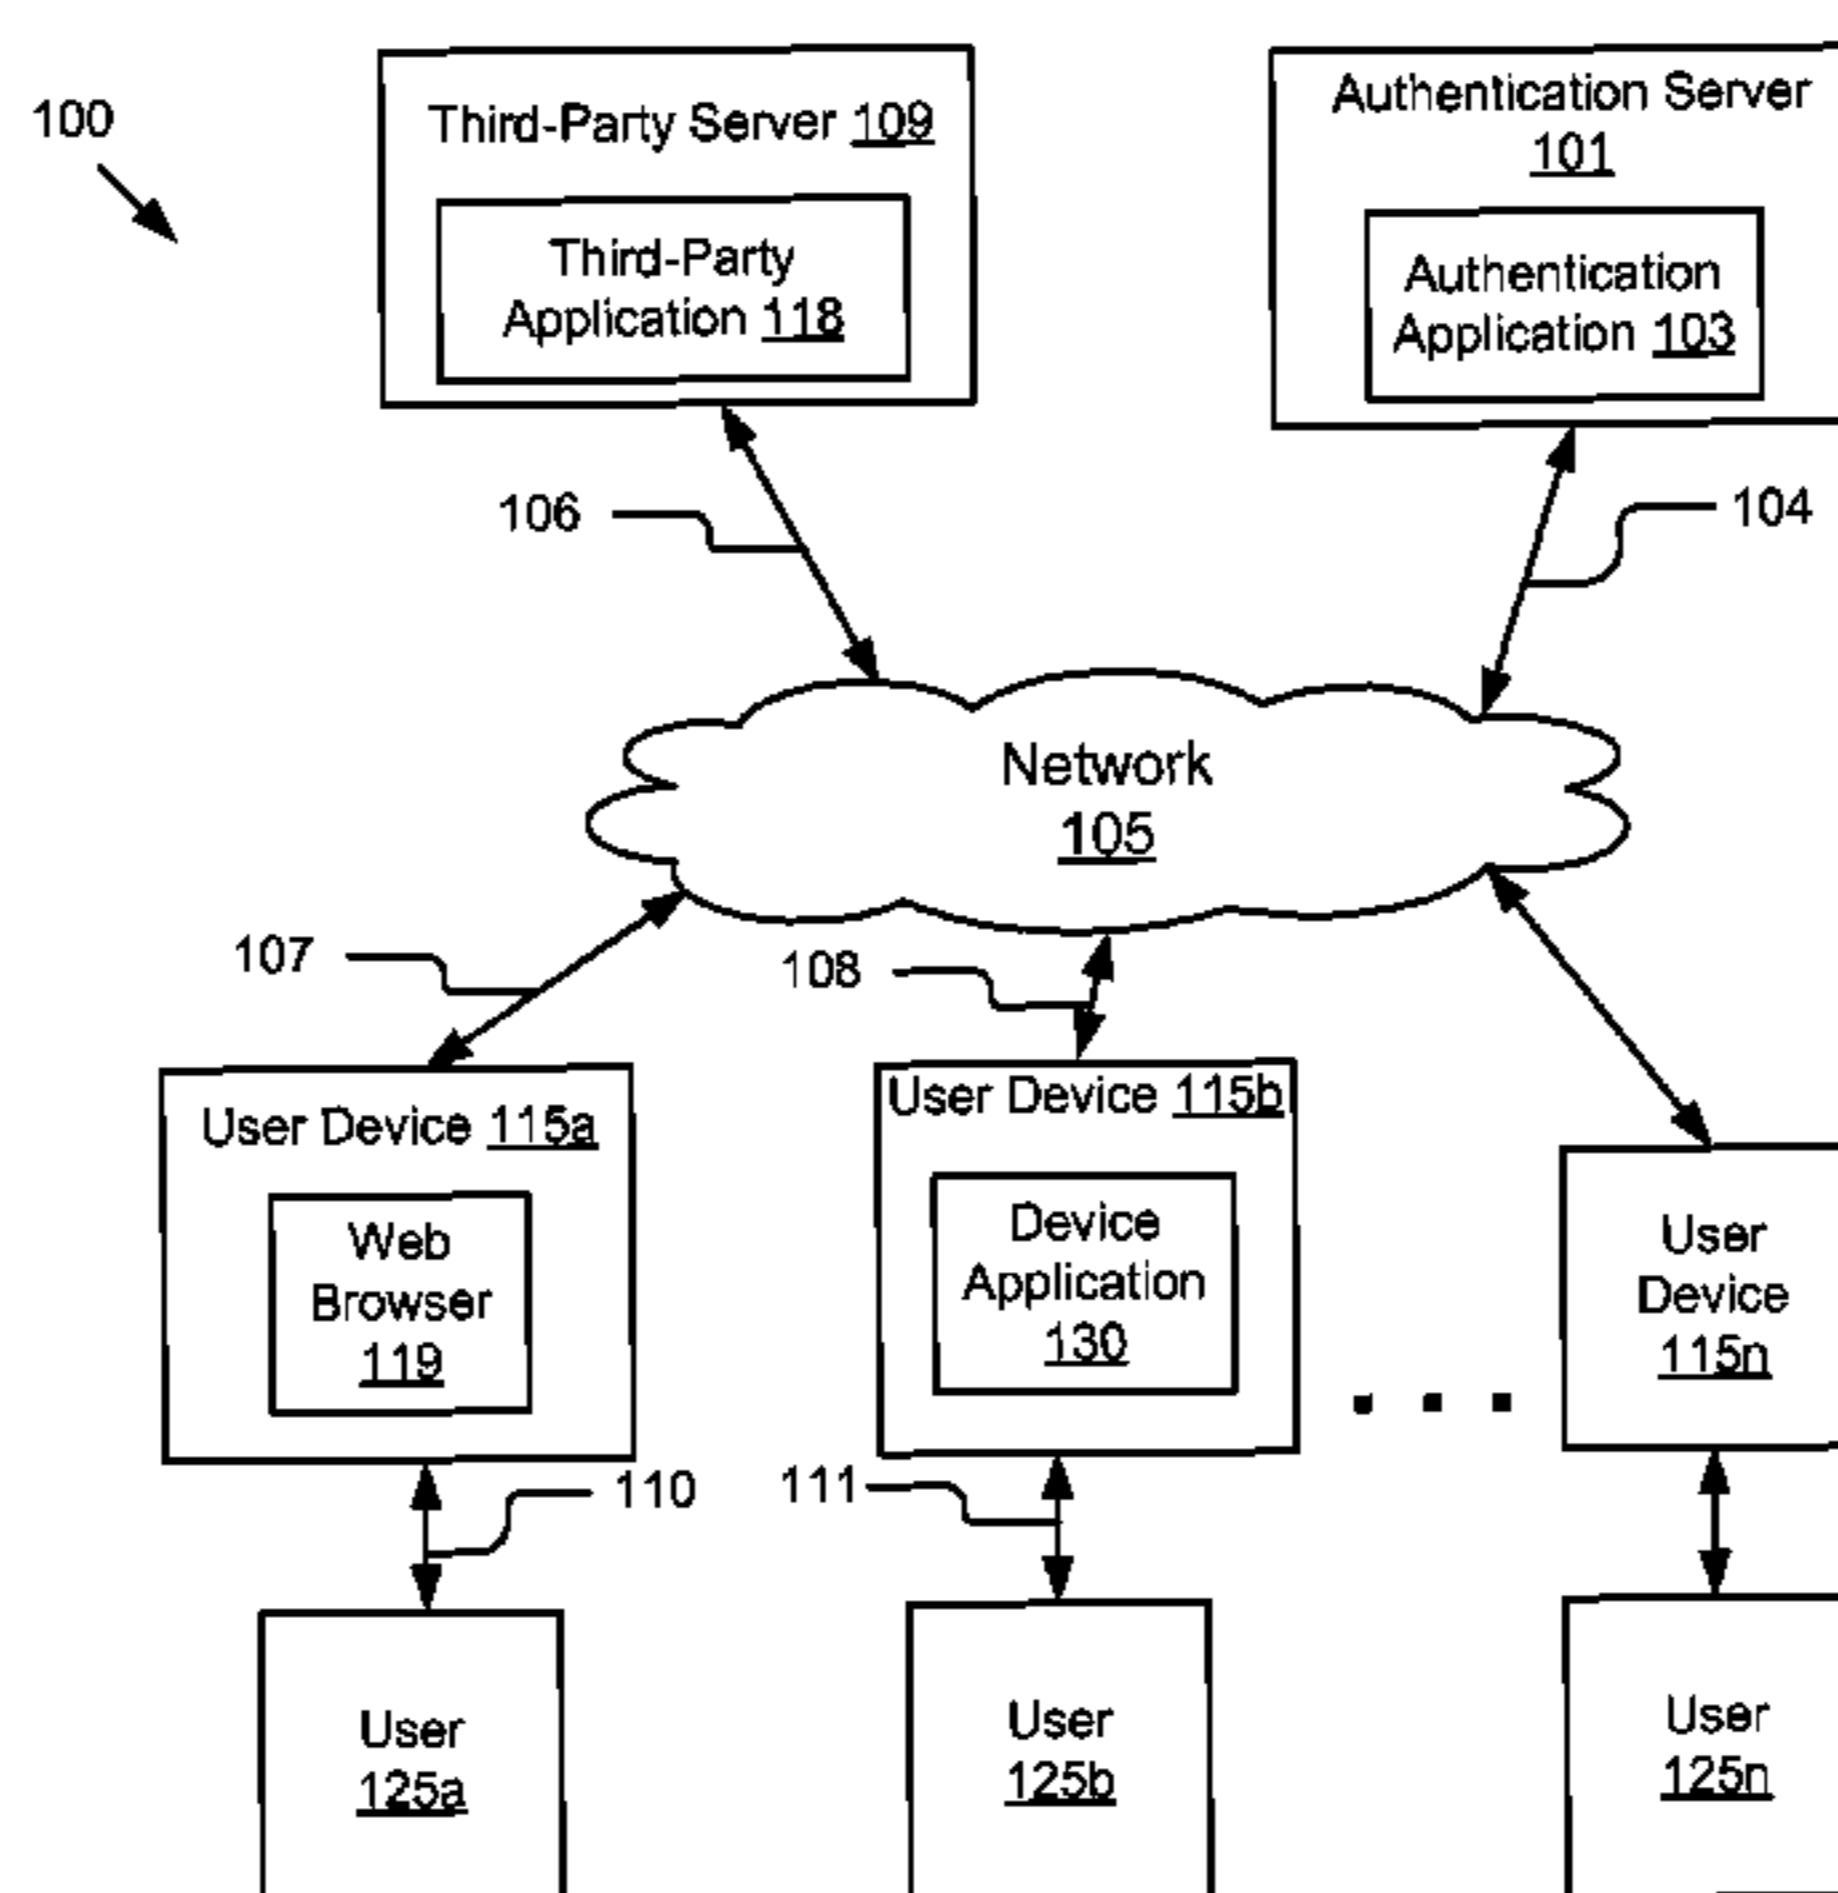 100
Third-Party Server 109
Third-Party
Application 118
Authentication Server
101
Authentication
Application 103
106
104
Network
105
107
108
User Device 115a
Web
Browser
119
User Device 115b
Device
Application
130
User
Device
115n
110
111
User
125a
User
125b
User
125n